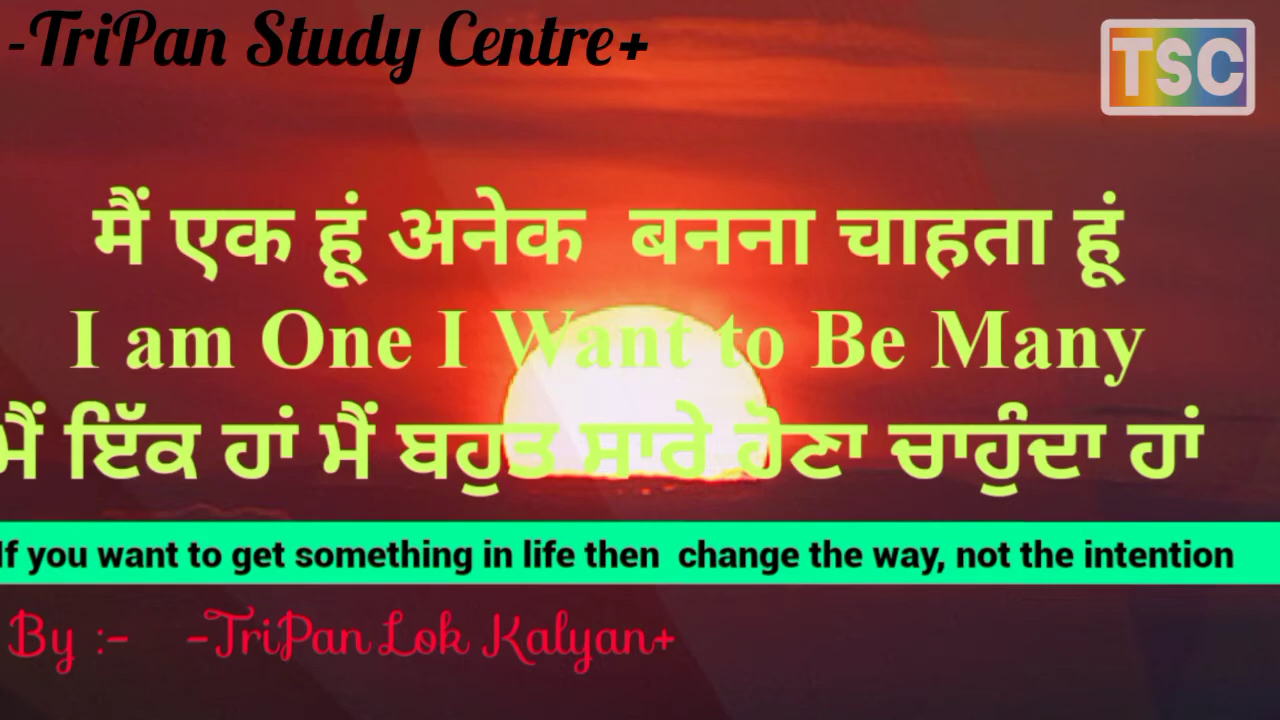 -TriPan Study Centre+
TSC
मैं एक हूं अनेक बनना चाहता हूं
I am One I Want to Be Many
ਮੈਂ ਇੱਕ ਹਾਂ ਮੈਂ ਬਹੁਤ ਸਾਰੇ ਹੋਣਾ ਚਾਹੁੰਦਾ ਹਾਂ
If you want to get something in life then change the way, not the intention
By :- -TriPan Lok Kalyan+